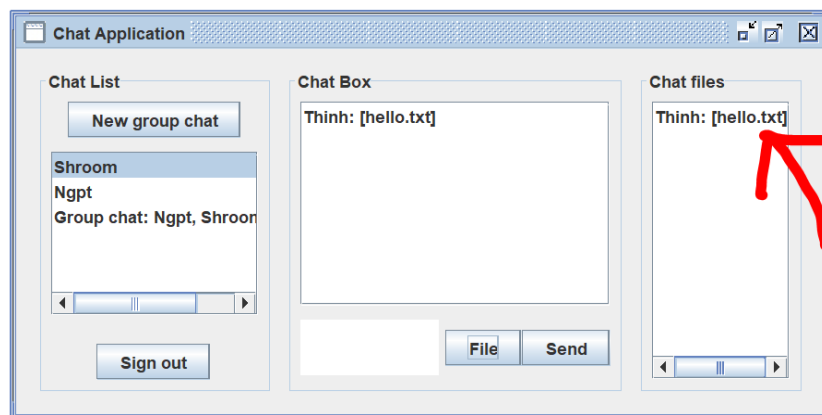 Chat Application
Chat List
New group chat
Shroom
Ngpt
Group chat: Ngpt, Shroon
Sign out
Chat Box
Thinh: [hello.txt]
File
Send
Chat files
Thinh: [hello.txt]